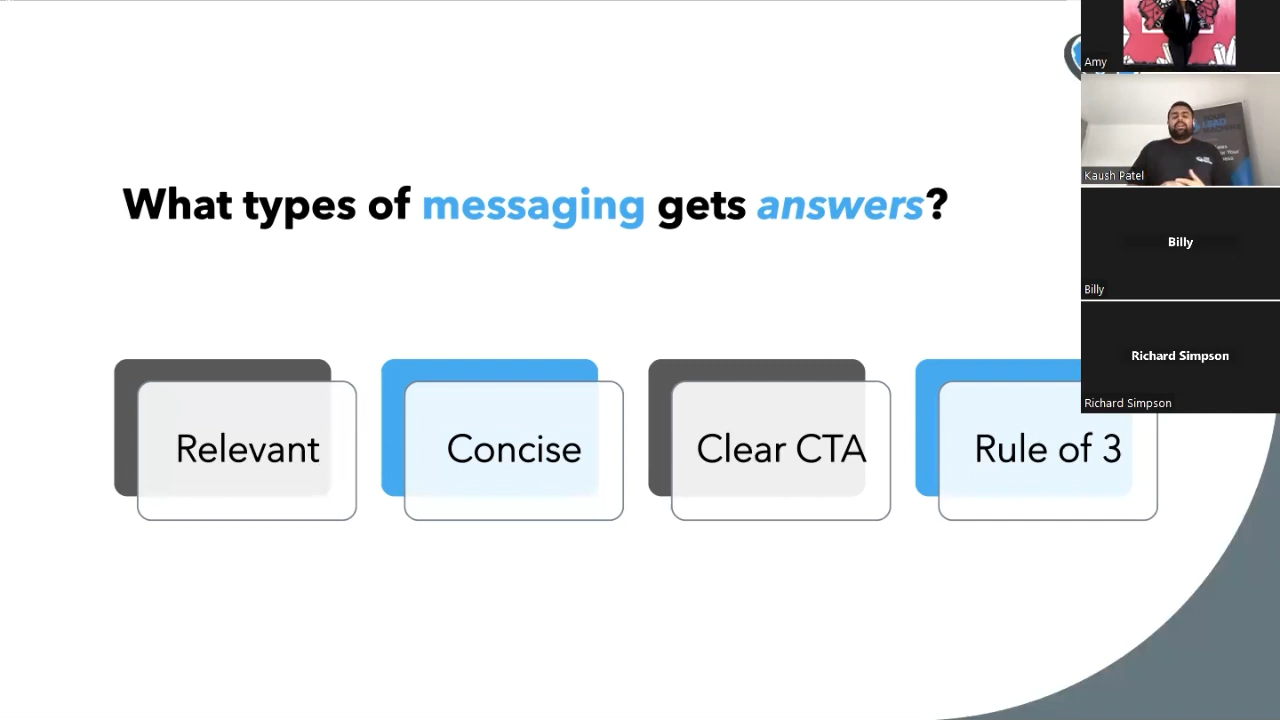 What types of messaging gets answers?
Relevant
Concise
Clear CTA
Rule of 3
Amy
Kaush Patel
Billy
Billy
Richard Simpson
Richard Simpson